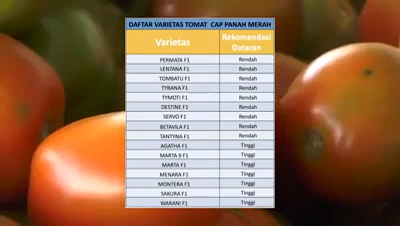 DAFTAR VARIETAS TOMAT CAP PANAH MERAH
Varietas Rekomendasi Dataran
PERMATA F1 Rendah
LENTANA F1 Rendah
TOMBATU F1 Rendah
TYRANA F1 Rendah
TYMOTI F1 Rendah
DESTINE F1 Rendah
SERVO F1 Rendah
BETAVILA F1 Rendah
TANTYNA F1 Rendah
AGATHA F1 Tinggi
MARTA 9 F1 Tinggi
MARTA F1 Tinggi
MENARA F1 Tinggi
MONTERA F1 Tinggi
SAKURA F1 Tinggi
WARANI F1 Tinggi